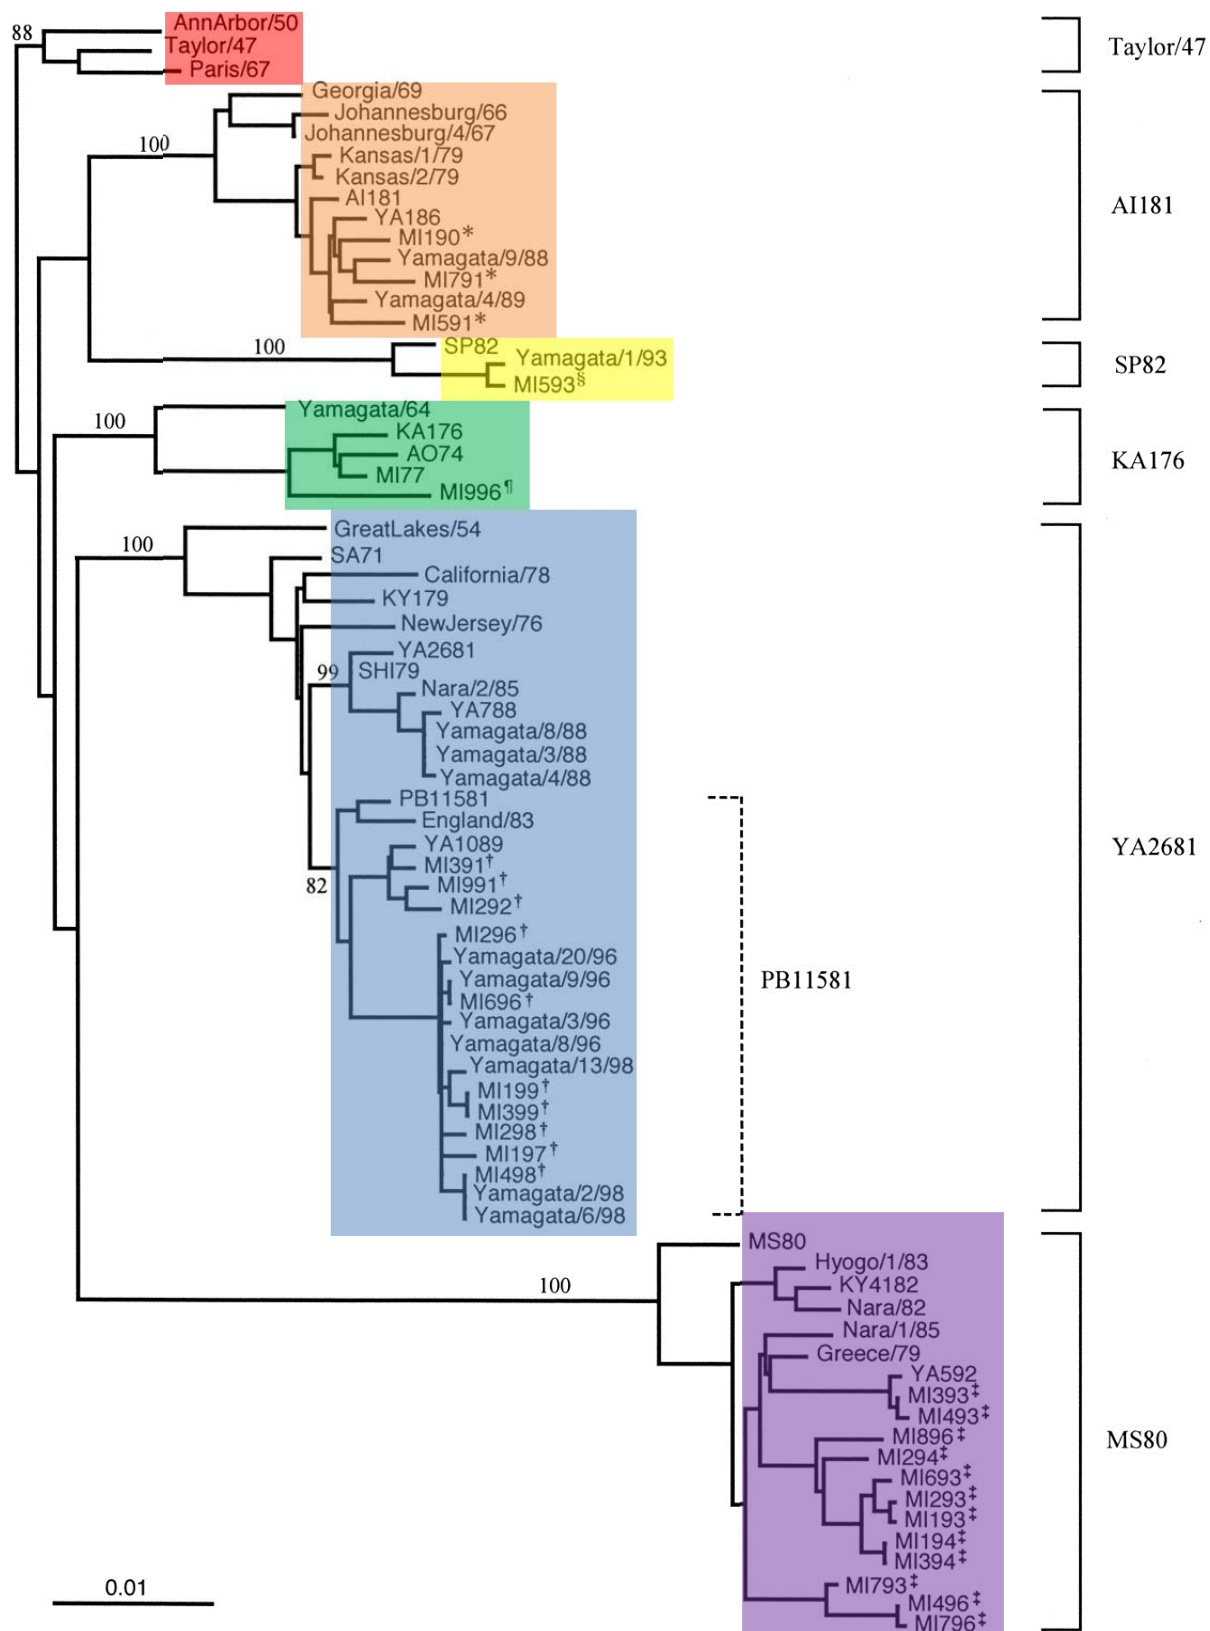 88
AnnArbor/50
Taylor/47
Paris/67
Taylor/47
Georgia/69
Johannesburg/66
Johannesburg/4/67
100
Kansas/1/79
Kansas/2/79
AI181
YA186
MI190*
Yamagata/9/88
MI791*
Yamagata/4/89
MI591*
AI181
100
SP82
Yamagata/1/93
MI593§
SP82
100
Yamagata/64
KA176
AO74
MI77
MI996¶
KA176
100
GreatLakes/54
SA71
California/78
KY179
NewJersey/76
YA2681
99
SHI79
Nara/2/85
YA788
Yamagata/8/88
Yamagata/3/88
Yamagata/4/88
PB11581
England/83
YA1089
MI391†
82
MI991†
MI292†
MI296†
Yamagata/20/96
Yamagata/9/96
MI696†
Yamagata/3/96
Yamagata/8/96
Yamagata/13/98
MI199†
MI399†
MI298†
MI197†
MI498†
Yamagata/2/98
Yamagata/6/98
PB11581
YA2681
100
MS80
Hyogo/1/83
KY4182
Nara/82
Nara/1/85
Greece/79
YA592
MI393‡
MI493‡
MI896‡
MI294‡
MI693‡
MI293‡
MI193‡
MI194‡
MI394‡
MI793‡
MI496‡
MI796‡
MS80
0.01